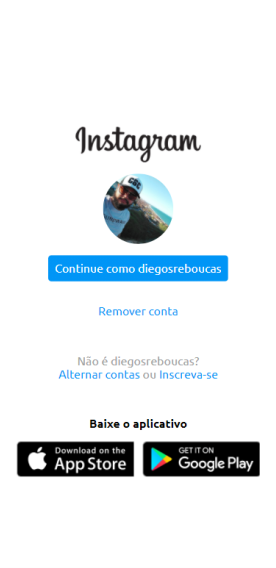 Instagram
Continue como diegosreboucas
Remover conta
Não é diegosreboucas?
Alternar contas ou Inscreva-se
Baixe o aplicativo
Download on the
App Store
GET IT ON
Google Play